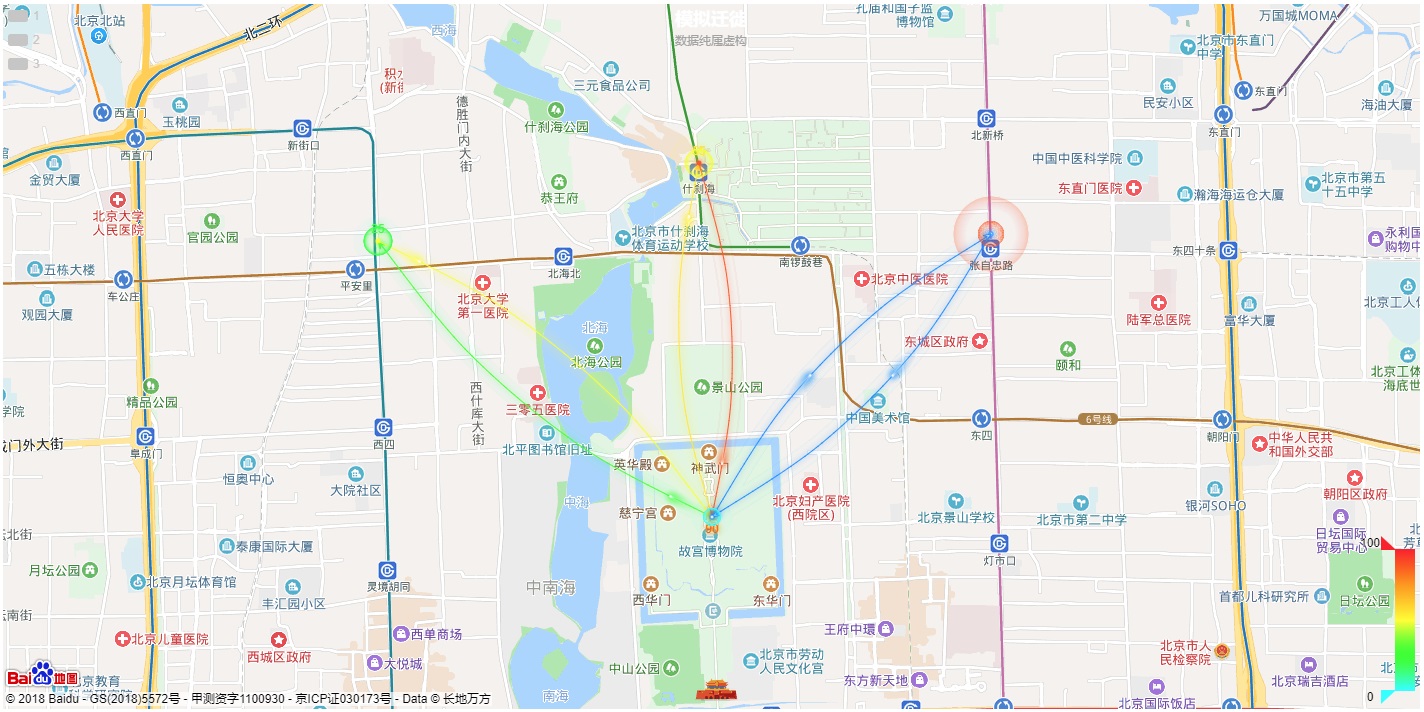 北京北站
1
2
3
北二环
西海
模拟迁徙
数据纯属虚构
孔庙和国子监
博物馆
万国城MOMA
北京市东直门
中学
三元食品公司
德胜门内大街
什刹海公园
西直门
玉桃园
新街口
西直门
北新桥
民安小区
东直门
海油大厦
东直门
金贸大厦
中国中医科学院
东直门医院
瀚海海运仓大厦
北京市第五
十五中学
北京大学
人民医院
官园公园
恭王府
什刹海
北京市什刹海
体育运动学校
南锣鼓巷
张自忠路
东四十条
永利国
购物中
五栋大楼
车公庄
平安里
北海北
北京中医医院
观园大厦
北京大学
第一医院
北海
北海公园
陆军总医院
富华大厦
北京工人
东城区政府
颐和
北京工体
海底世
精品公园
西什库大街
三零五医院
景山公园
中国美术馆
东四
6号线
朝阳门
学院
门外大街
阜成门
西四
北平图书馆旧址
英华殿
神武门
中华人民共
和国外交部
恒奥中心
大院社区
中海
慈宁宫
90
北京妇产医院
(西院区)
北京景山学校
北京市第二中学
银河SOHO
朝阳区政府
日坛国际
贸易中心
北街
泰康国际大厦
故宫博物院
灯市口
100
月坛公园
北京月坛体育馆
灵境胡同
中南海
西华门
东华门
丰汇园小区
首都儿科研究所
日坛公园
南街
北京儿童医院
西城区政府
西单商场
大悦城
王府中環
北京市劳动
人民文化宫
中山公园
东方新天地
北京市人
民检察院
北京瑞吉酒店
北京国际饭店
南海
0
Bai 地图
北京教育
© 2018 Baidu - GS(2018)5572号 - 甲测资字1100930 - 京ICP证030173号 - Data © 长地万方